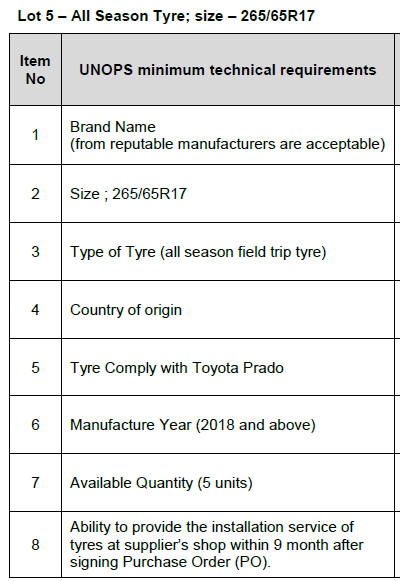 Lot 5 – All Season Tyre; size – 265/65R17
Item
No
UNOPS minimum technical requirements
1
Brand Name
(from reputable manufacturers are acceptable)
2
Size ; 265/65R17
3
Type of Tyre (all season field trip tyre)
4
Country of origin
5
Tyre Comply with Toyota Prado
6
Manufacture Year (2018 and above)
7
Available Quantity (5 units)
8
Ability to provide the installation service of
tyres at supplier's shop within 9 month after
signing Purchase Order (PO).